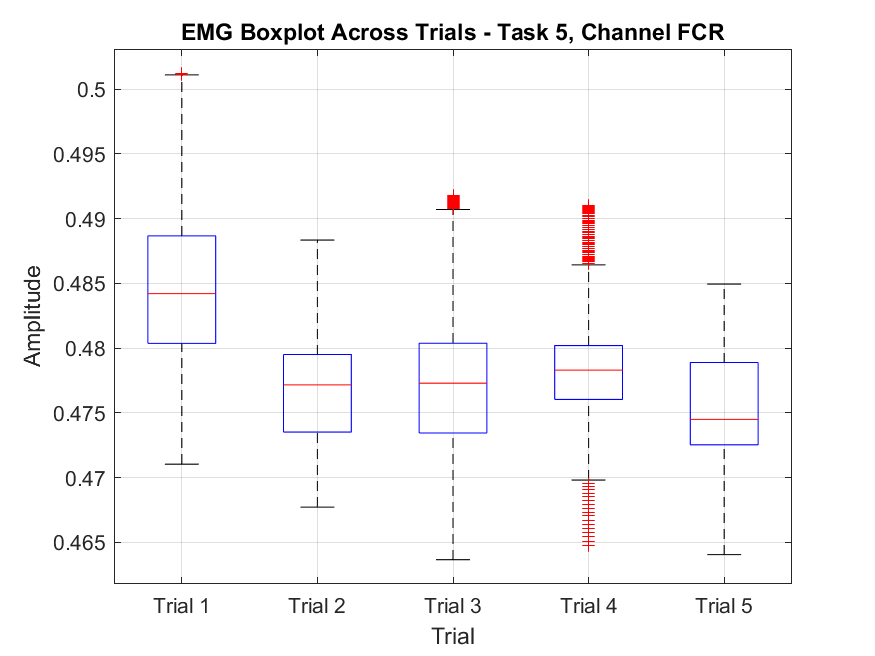 EMG Boxplot Across Trials - Task 5, Channel FCR
0.5
0.495
0.49
0.485
0.48
0.475
0.47
0.465
Amplitude
Trial 1 Trial 2 Trial 3 Trial 4 Trial 5
Trial